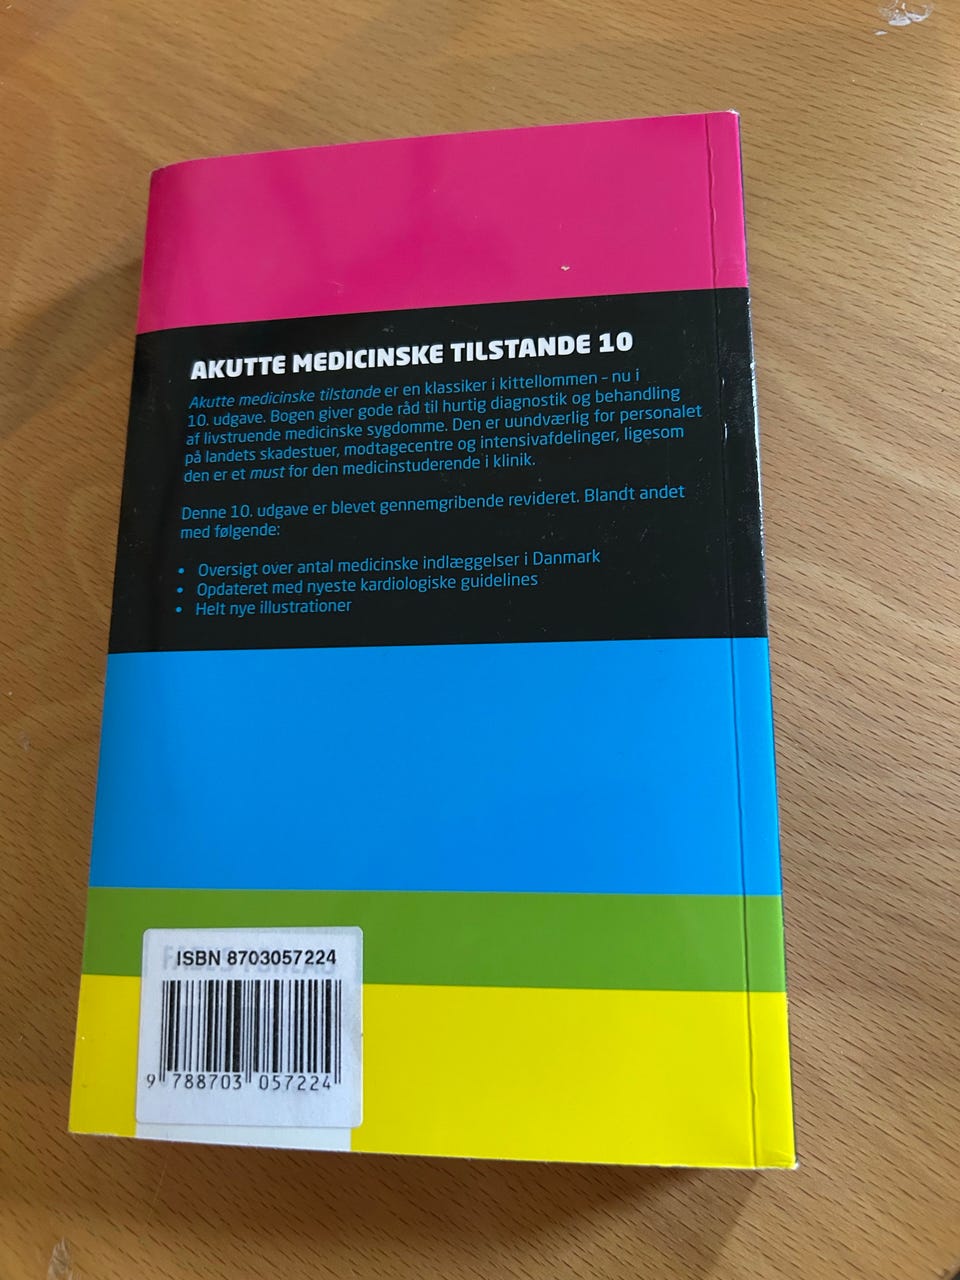 AKUTTE MEDICINSKE TILSTANDE 10
Akutte medicinske tilstande er en klassiker i kittellommen – nu i
10. udgave. Bogen giver gode råd til hurtig diagnostik og behandling
af livstruende medicinske sygdomme. Den er uundværlig for personalet
på landets skadestuer, modtagecentre og intensivafdelinger, ligesom
den er et must for den medicinstuderende i klinik.
Denne 10. udgave er blevet gennemgribende revideret. Blandt andet
med følgende:
• Oversigt over antal medicinske indlæggelser i Danmark
• Opdateret med nyeste kardiologiske guidelines
• Helt nye illustrationer
ISBN 8703057224
9 788703 057224